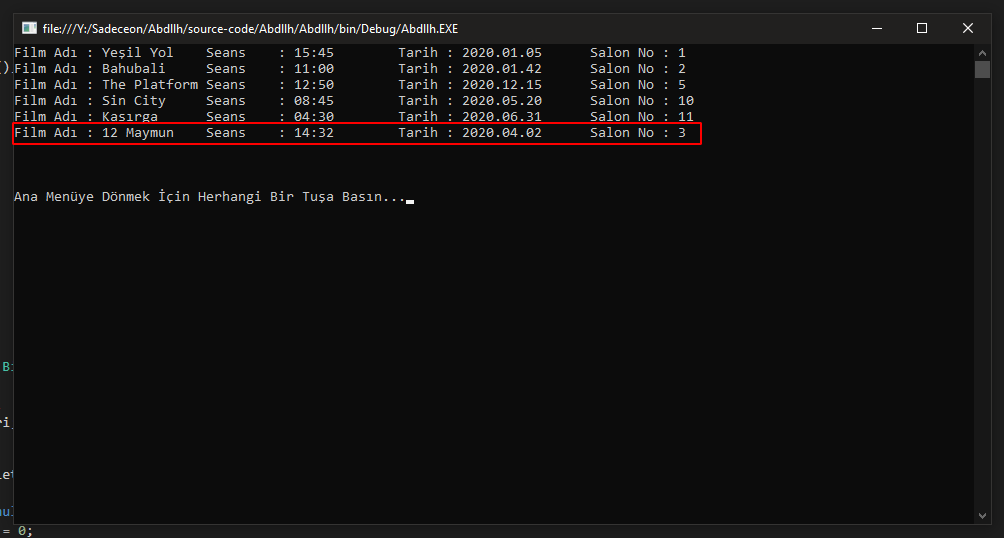 file:///Y:/Sadeceon/Abdllh/source-code/Abdllh/Abdllh/bin/Debug/Abdllh.EXE
Film Adı : Yeşil Yol    Seans    : 15:45        Tarih : 2020.01.05      Salon No : 1
Film Adı : Bahubali     Seans    : 11:00        Tarih : 2020.01.42      Salon No : 2
Film Adı : The Platform Seans    : 12:50        Tarih : 2020.12.15      Salon No : 5
Film Adı : Sin City     Seans    : 08:45        Tarih : 2020.05.20      Salon No : 10
Film Adı : Kasırga      Seans    : 04:30        Tarih : 2020.06.31      Salon No : 11
Film Adı : 12 Maymun    Seans    : 14:32        Tarih : 2020.04.02      Salon No : 3
Ana Menüye Dönmek İçin Herhangi Bir Tuşa Basın...
= 0;